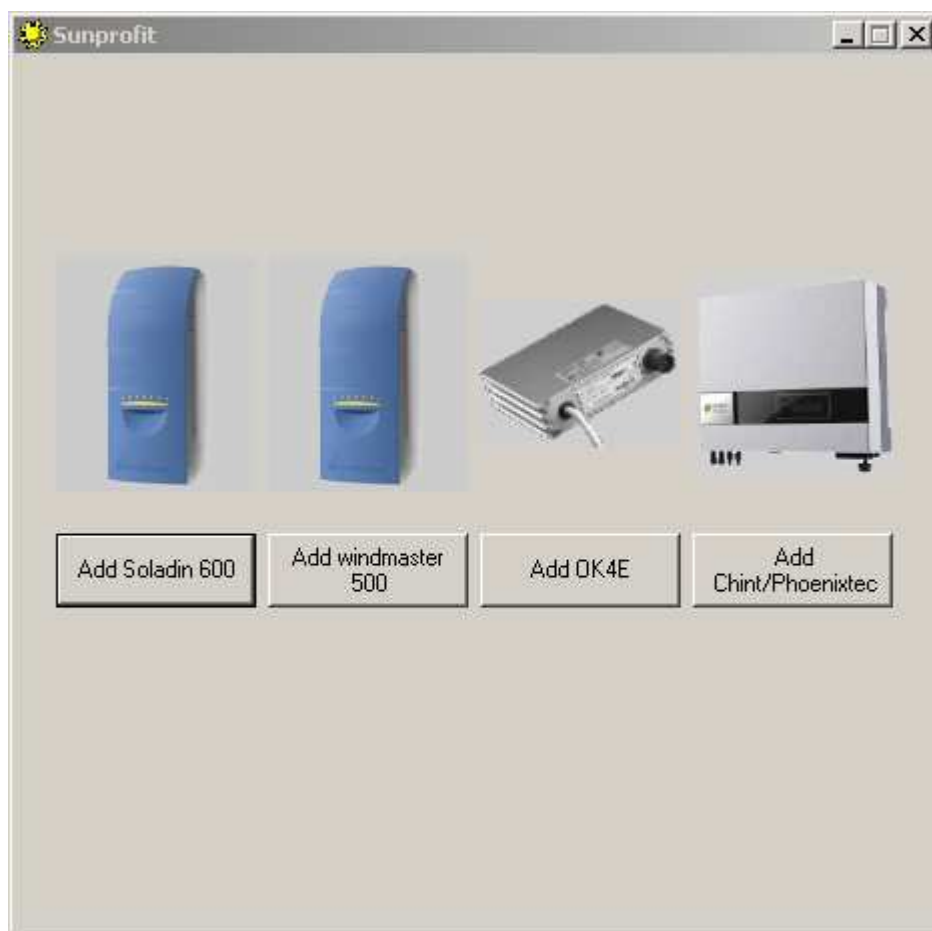 Sunprofit
Add Soladin 600
Add windmaster
500
Add OK4E
Add
Chint/Phoenixtec